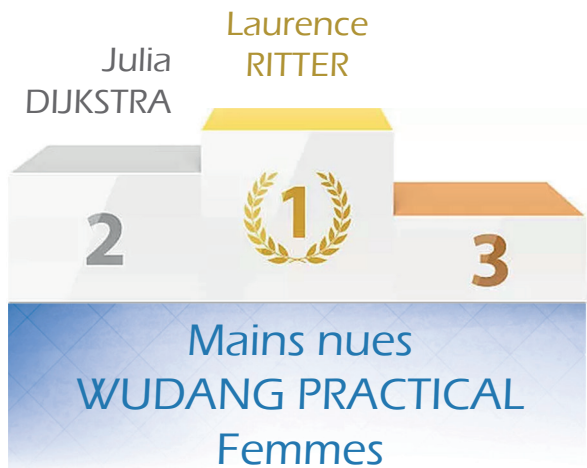 Laurence
RITTER
Julia
DIJKSTRA
1
2
3
Mains nues
WUDANG PRACTICAL
Femmes